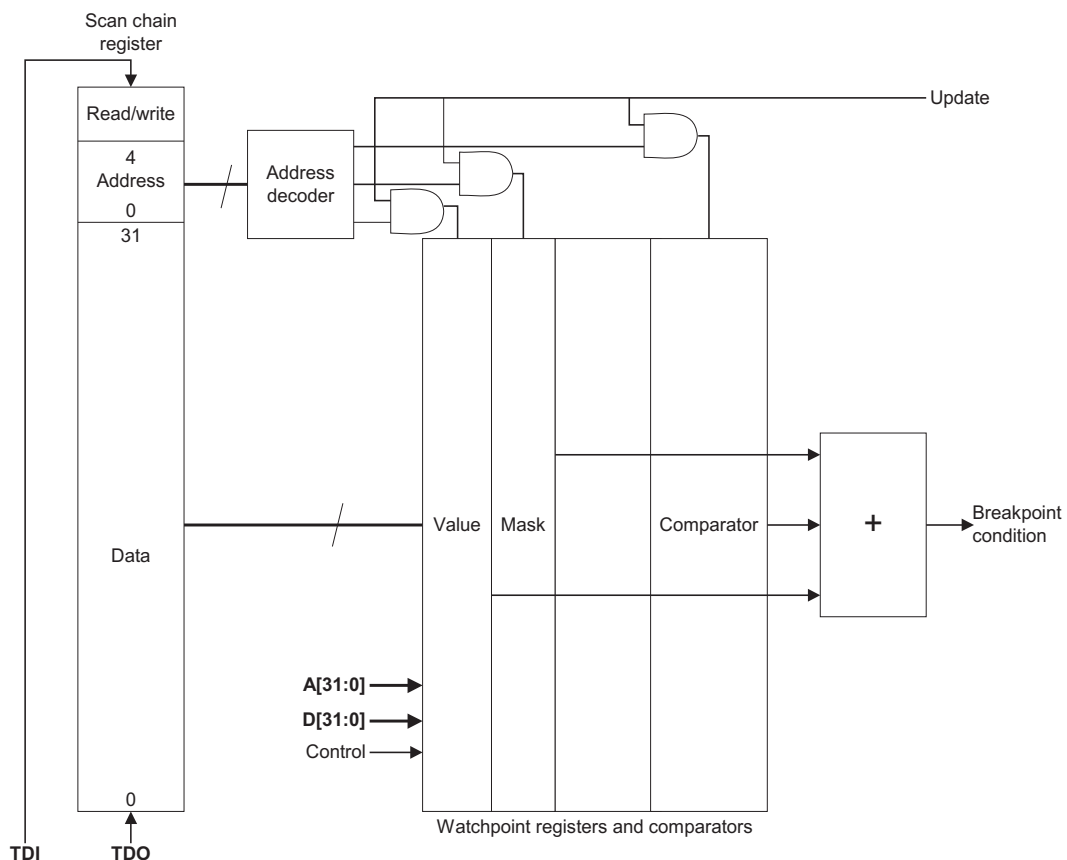 Scan chain
register
Read/write
Update
4
Address
0
Address
decoder
31
Value
Mask
Comparator
+
Breakpoint
condition
Data
A[31:0]
D[31:0]
Control
0
Watchpoint registers and comparators
TDI
TDO